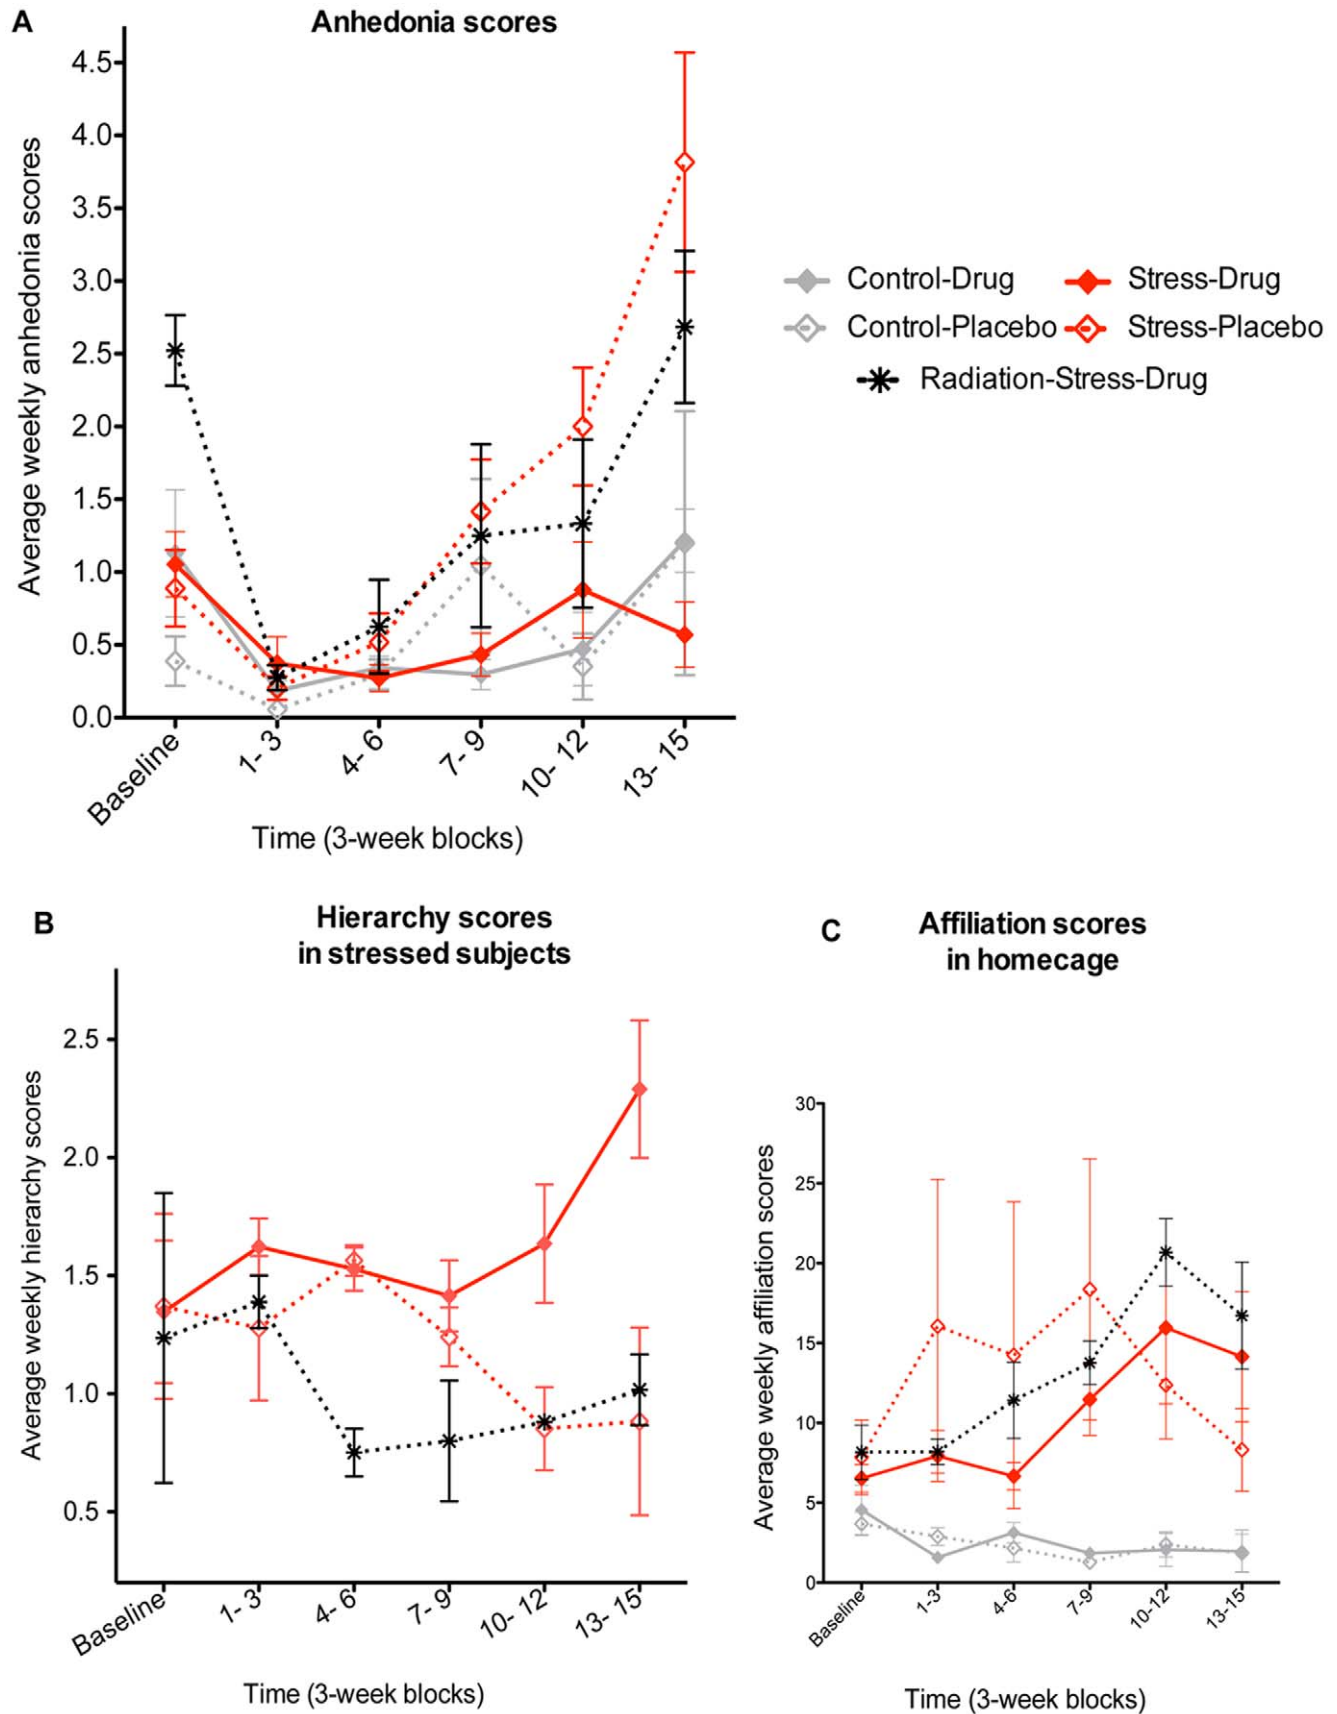 A
Anhedonia scores
4.5
4.0
3.5
3.0
2.5
2.0
1.5
1.0
0.5
0.0
Average weekly anhedonia scores
Baseline
1- 3
4- 6
7- 9
10- 12
13- 15
Time (3-week blocks)
Control-Drug
Stress-Drug
Control-Placebo
Stress-Placebo
Radiation-Stress-Drug
B
Hierarchy scores
in stressed subjects
2.5
2.0
1.5
1.0
0.5
Average weekly hierarchy scores
Baseline
1- 3
4- 6
7- 9
10- 12
13- 15
Time (3-week blocks)
C
Affiliation scores
in homecage
30
25
20
15
10
5
0
Average weekly affiliation scores
Baseline
1-3
4-6
7-9
10-12
13-15
Time (3-week blocks)